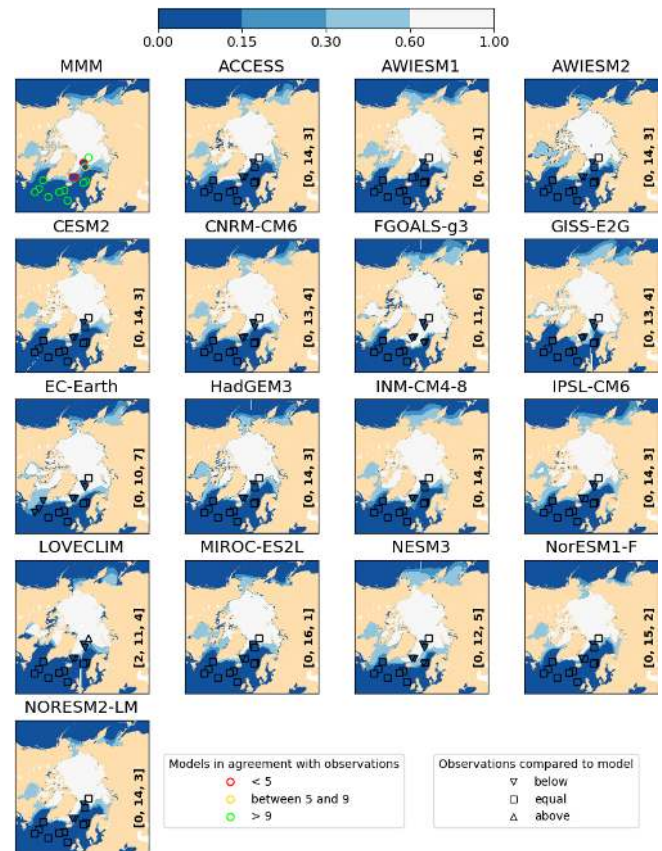 0.00 0.15 0.30 0.60 1.00
MMM ACCESS AWIESM1 AWIESM2
[0, 14, 3] [0, 16, 1] [0, 14, 3]
CESM2 CNRM-CM6 FGOALS-g3 GISS-E2G
[0, 14, 3] [0, 13, 4] [0, 11, 6] [0, 13, 4]
EC-Earth HadGEM3 INM-CM4-8 IPSL-CM6
[0, 10, 7] [0, 14, 3] [0, 14, 3] [0, 14, 3]
LOVECLIM MIROC-ES2L NESM3 NorESM1-F
[2, 11, 4] [0, 16, 1] [0, 12, 5] [0, 15, 2]
NORESM2-LM
[0, 14, 3]
Models in agreement with observations
< 5
between 5 and 9
> 9
Observations compared to model
below
equal
above